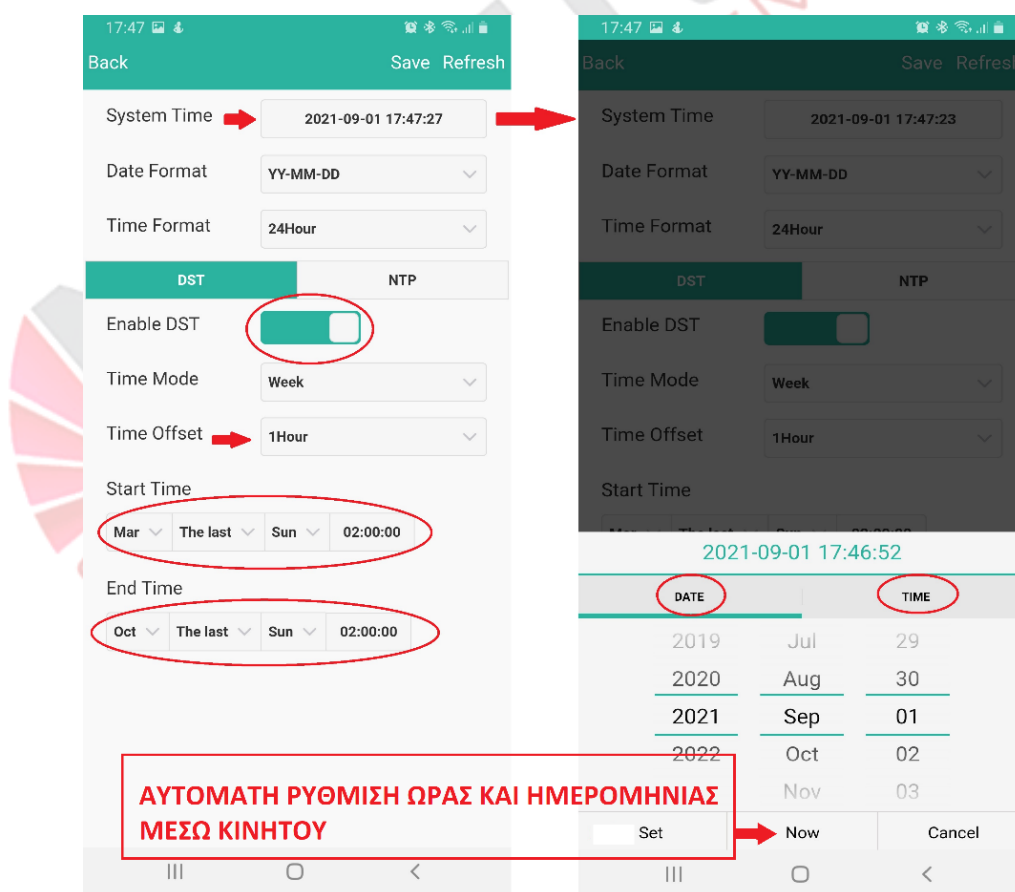 17:47
Back Save Refresh
System Time 2021-09-01 17:47:27
Date Format YY-MM-DD
Time Format 24Hour
DST NTP
Enable DST
Time Mode Week
Time Offset 1Hour
Start Time
Mar The last Sun 02:00:00
End Time
Oct The last Sun 02:00:00
17:47
Back Save Refresh
System Time 2021-09-01 17:47:23
Date Format YY-MM-DD
Time Format 24Hour
DST NTP
Enable DST
Time Mode Week
Time Offset 1Hour
Start Time
2021-09-01 17:46:52
DATE TIME
2019 Jul 29
2020 Aug 30
2021 Sep 01
2022 Oct 02
Nov 03
Set Now Cancel
ΑΥΤΟΜΑΤΗ ΡΥΘΜΙΣΗ ΩΡΑΣ ΚΑΙ ΗΜΕΡΟΜΗΝΙΑΣ
ΜΕΣΩ ΚΙΝΗΤΟΥ